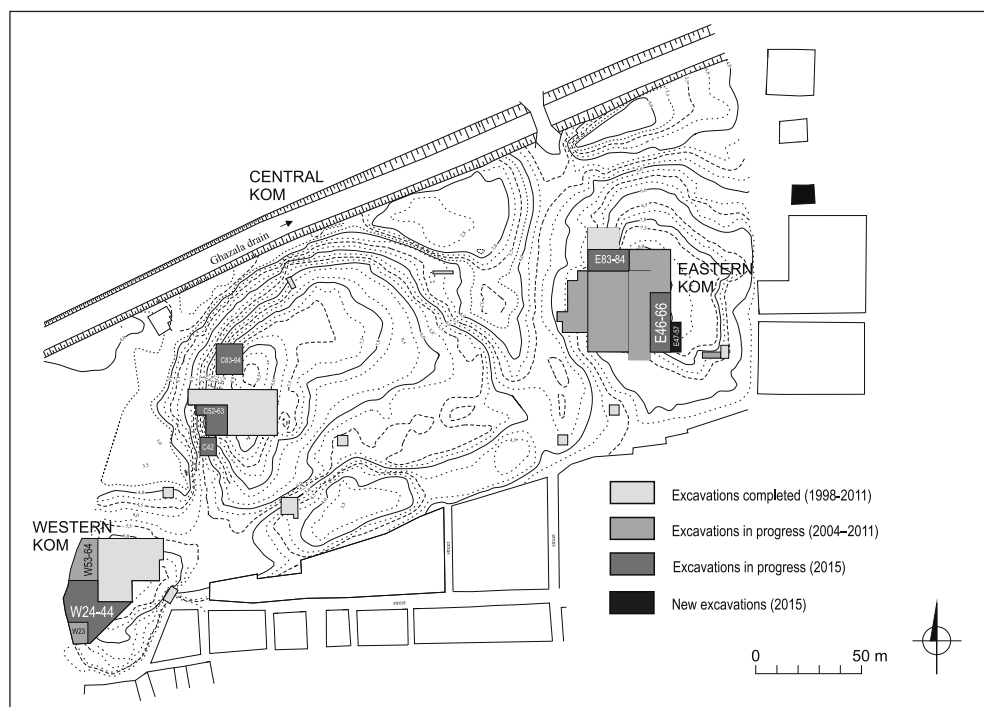 CENTRAL
KOM
Ghazala drain
E83-84
EASTERN
KOM
E46-66
E47-57
C83-94
C52-63
C42
WESTERN
KOM
W53-64
W24-44
W23
street
street
street
Excavations completed (1998-2011)
Excavations in progress (2004–2011)
Excavations in progress (2015)
New excavations (2015)
0 50 m